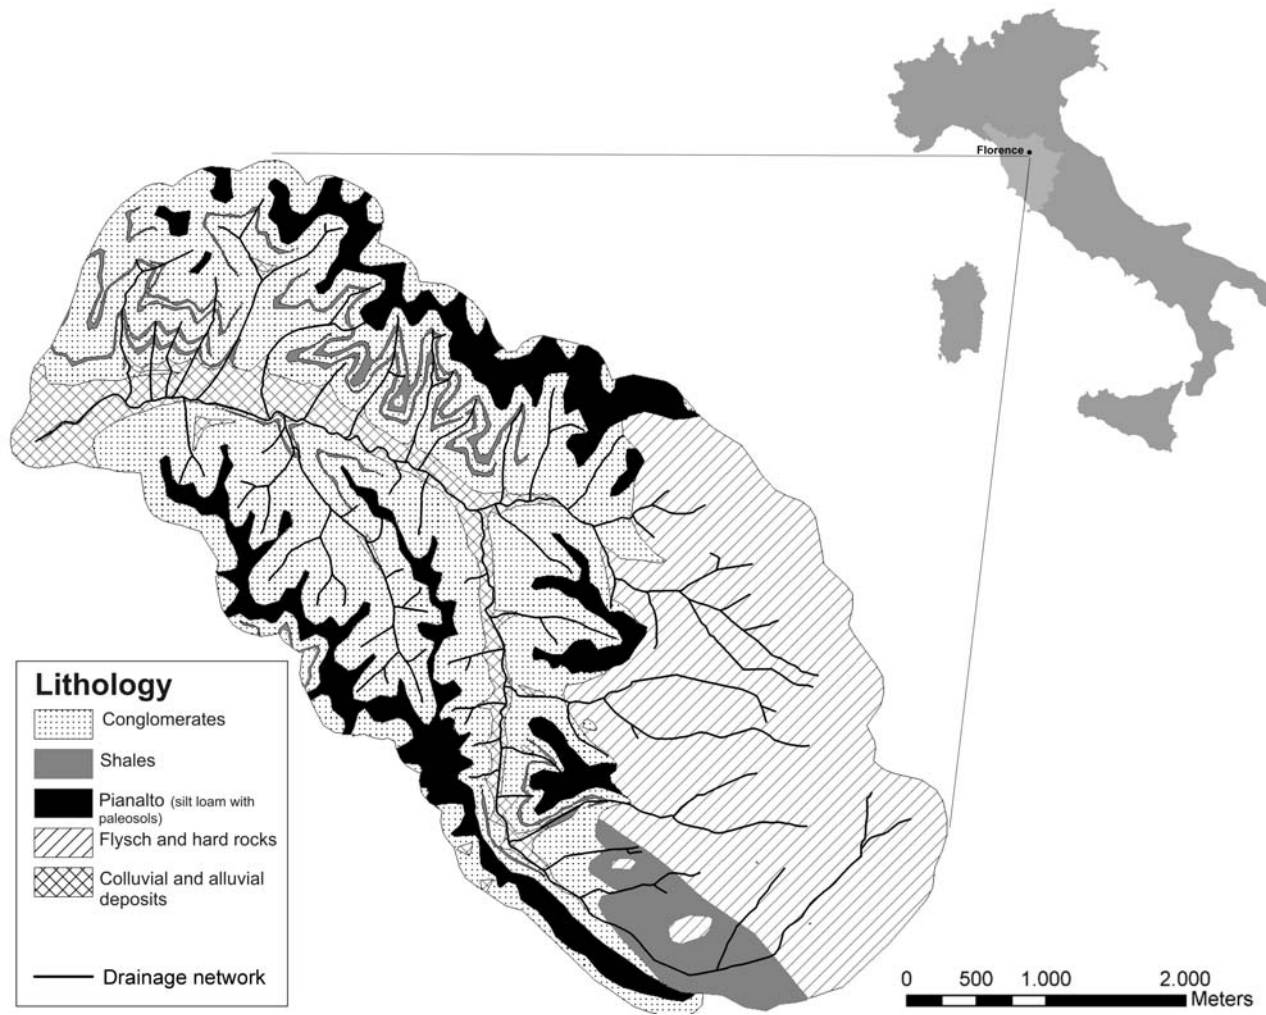 Florence
Lithology
Conglomerates
Shales
Pianalto (silt loam with
paleosols)
Flysch and hard rocks
Colluvial and alluvial
deposits
Drainage network
0 500 1.000 2.000
Meters